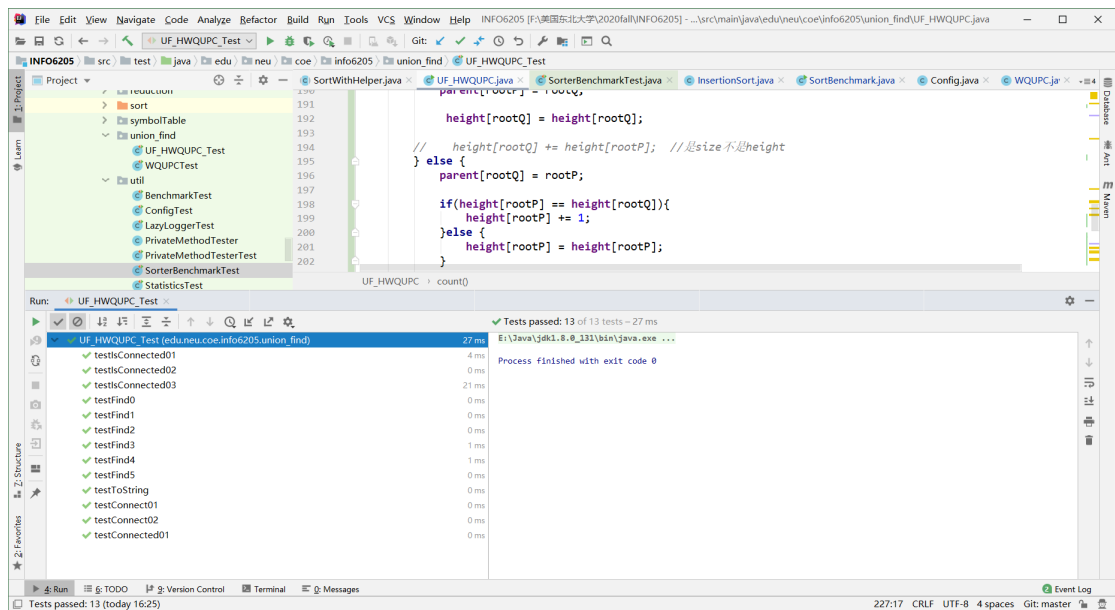 File Edit View Navigate Code Analyze Refactor Build Run Tools VCS Window Help INFO6205 [F:\美国东北大学\2020fall\INFO6205] - ...\src\main\java\edu\neu\coe\info6205\union_find\UF_HWQUPC.java
UF_HWQUPC_Test Git:
INFO6205 src test java edu neu coe info6205 union_find UF_HWQUPC_Test
Project SortWithHelper.java UF_HWQUPC.java SorterBenchmarkTest.java InsertionSort.java SortBenchmark.java Config.java WQUPC.ja 4
1: Project
Learn
Z: Structure
2: Favorites
Database
Ant
Maven
reduction
sort
symbolTable
union_find
UF_HWQUPC_Test
WQUPCTest
util
BenchmarkTest
ConfigTest
LazyLoggerTest
PrivateMethodTester
PrivateMethodTesterTest
SorterBenchmarkTest
StatisticsTest
190 parent[rootP] = rootQ;
191
192 height[rootQ] = height[rootQ];
193
194 // height[rootQ] += height[rootP]; //是size不是height
195 } else {
196 parent[rootQ] = rootP;
197
198 if(height[rootP] == height[rootQ]){
199 height[rootP] += 1;
200 }else {
201 height[rootP] = height[rootP];
202 }
UF_HWQUPC › count()
Run: UF_HWQUPC_Test
Tests passed: 13 of 13 tests – 27 ms
UF_HWQUPC_Test (edu.neu.coe.info6205.union_find) 27 ms
testIsConnected01 4 ms
testIsConnected02 0 ms
testIsConnected03 21 ms
testFind0 0 ms
testFind1 0 ms
testFind2 0 ms
testFind3 1 ms
testFind4 1 ms
testFind5 0 ms
testToString 0 ms
testConnect01 0 ms
testConnect02 0 ms
testConnected01 0 ms
E:\Java\jdk1.8.0_131\bin\java.exe ...
Process finished with exit code 0
4: Run 6: TODO 9: Version Control Terminal 0: Messages 2 Event Log
Tests passed: 13 (today 16:25) 227:17 CRLF UTF-8 4 spaces Git: master